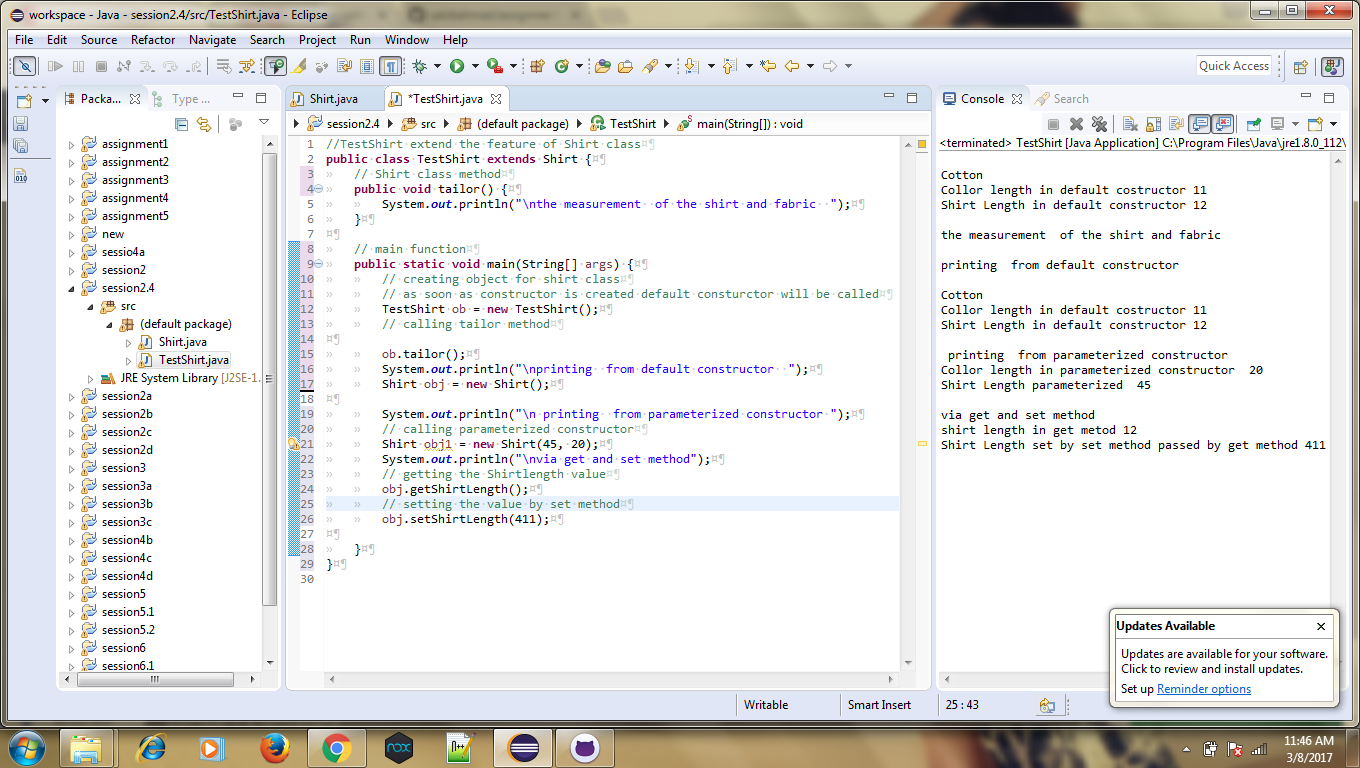 workspace - Java - session2.4/src/TestShirt.java - Eclipse
File Edit Source Refactor Navigate Search Project Run Window Help
Quick Access
Packa...
Type ...
assignment1
assignment2
assignment3
assignment4
assignment5
new
sessio4a
session2
session2.4
src
(default package)
Shirt.java
TestShirt.java
JRE System Library [J2SE-1.
session2a
session2b
session2c
session2d
session3
session3a
session3b
session3c
session4b
session4c
session4d
session5
session5.1
session5.2
session6
session6.1
Shirt.java
*TestShirt.java
session2.4 src (default package) TestShirt main(String[]) : void
1 //TestShirt extend the feature of Shirt class
2 public class TestShirt extends Shirt {
3 // Shirt class method
4 public void tailor() {
5 System.out.println("\nthe measurement  of the shirt and fabric  ");
6 }
7
8 // main function
9 public static void main(String[] args) {
10 // creating object for shirt class
11 // as soon as constructor is created default consturctor will be called
12 TestShirt ob = new TestShirt();
13 // calling tailor method
14
15 ob.tailor();
16 System.out.println("\nprinting  from default constructor  ");
17 Shirt obj = new Shirt();
18
19 System.out.println("\n printing  from parameterized constructor ");
20 // calling parameterized constructor
21 Shirt obj1 = new Shirt(45, 20);
22 System.out.println("\nvia get and set method");
23 // getting the Shirtlength value
24 obj.getShirtLength();
25 // setting the value by set method
26 obj.setShirtLength(411);
27
28 }
29 }
30
Console
Search
<terminated> TestShirt [Java Application] C:\Program Files\Java\jre1.8.0_112\
Cotton
Collor length in default costructor 11
Shirt Length in default costructor 12
the measurement  of the shirt and fabric
printing  from default constructor
Cotton
Collor length in default costructor 11
Shirt Length in default costructor 12
printing  from parameterized constructor
Collor length in parameterized constructor  20
Shirt Length parameterized  45
via get and set method
shirt length in get metod 12
Shirt Length set by set mothod passed by get method 411
Updates Available
Updates are available for your software.
Click to review and install updates.
Set up Reminder options
Writable
Smart Insert
25 : 43
nox
11:46 AM
3/8/2017